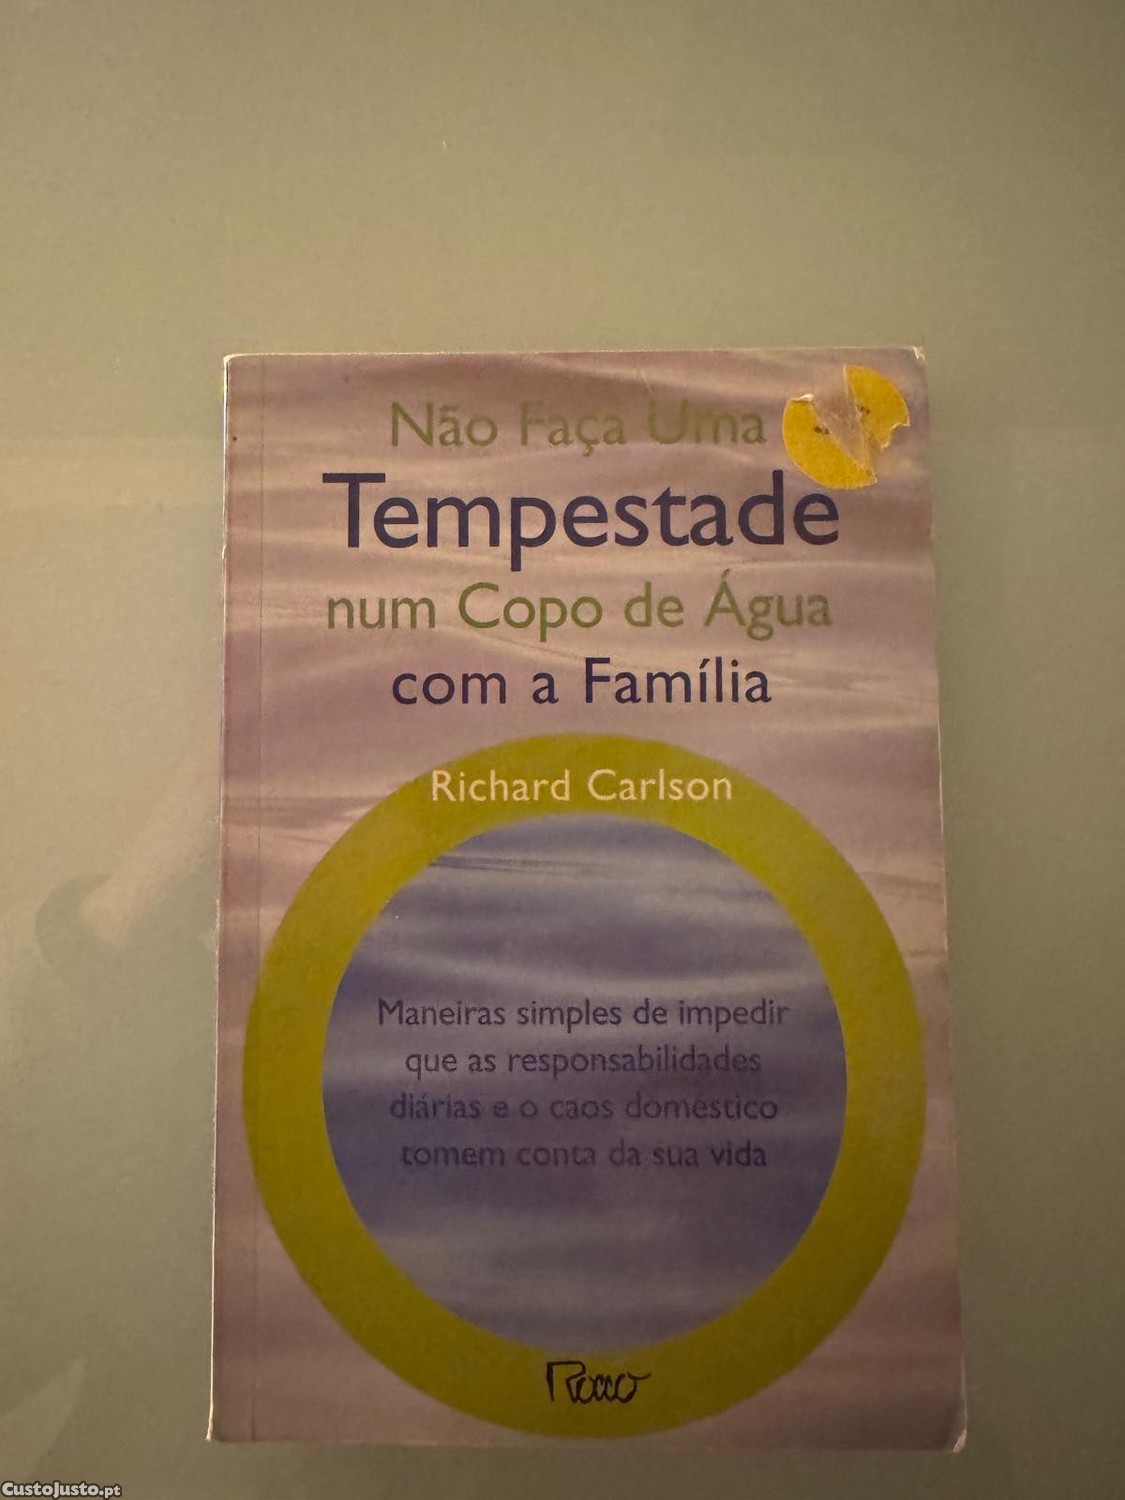 Não Faça Uma
Tempestade
num Copo de Água
com a Família
Richard Carlson
Maneiras simples de impedir
que as responsabilidades
diárias e o caos doméstico
tomem conta da sua vida
Rocco
CustoJusto.pt